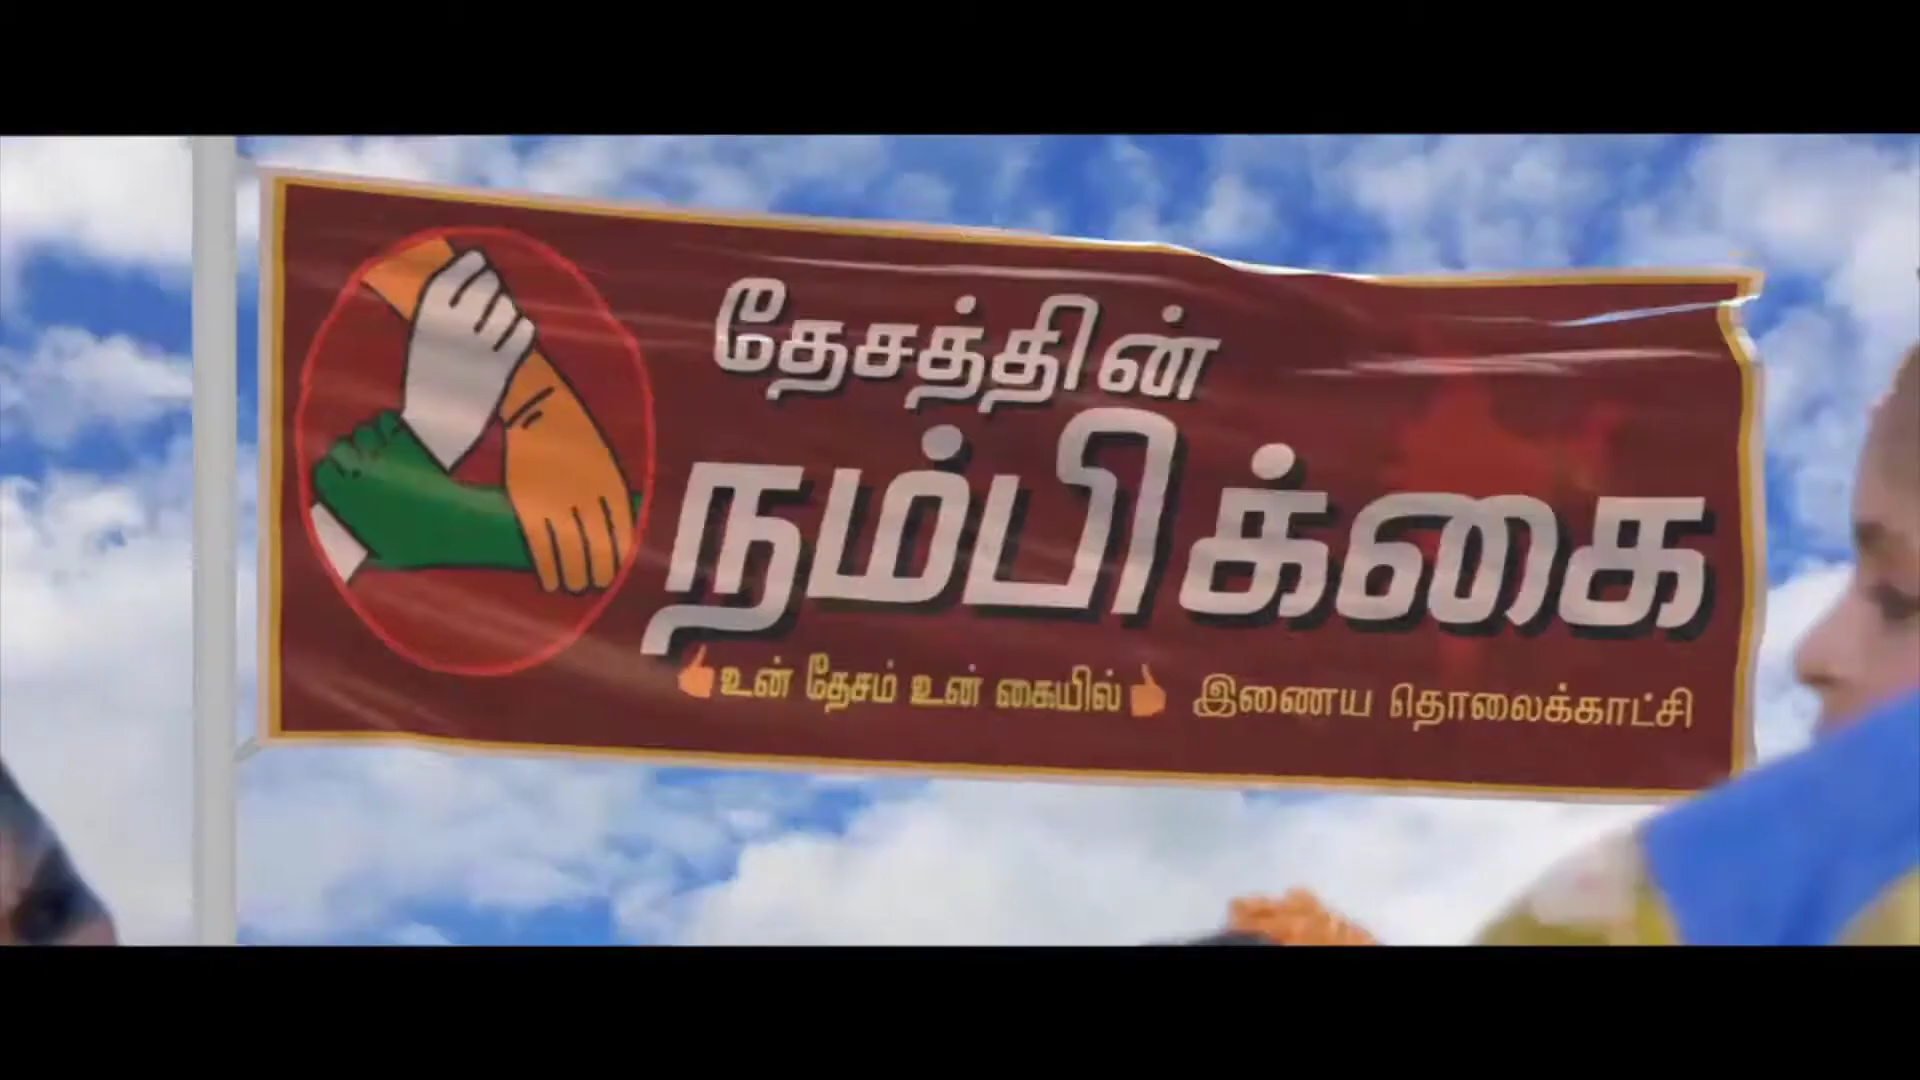 தேசத்தின்
நம்பிக்கை
உன் தேசம் உன் கையில் இணைய தொலைக்காட்சி